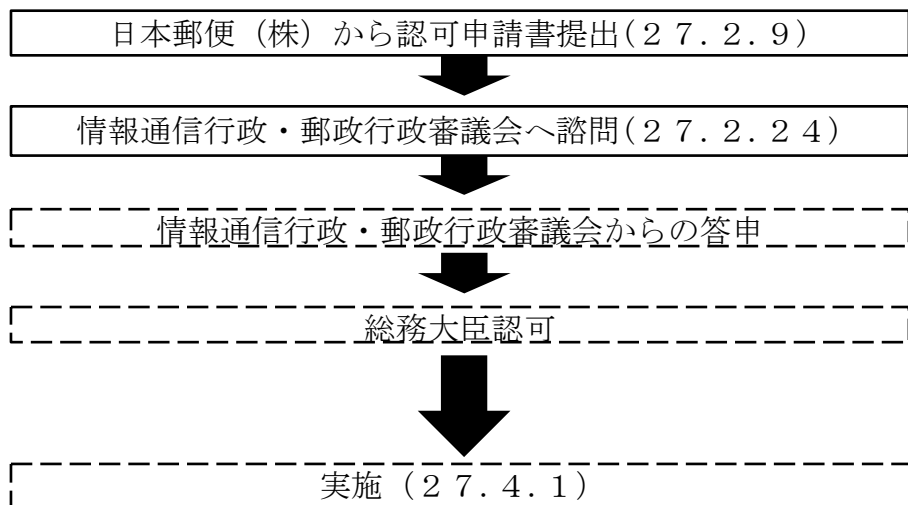 日本郵便（株）から認可申請書提出(２７.２.９)
情報通信行政・郵政行政審議会へ諮問(２７.２.２４)
情報通信行政・郵政行政審議会からの答申
総務大臣認可
実施（２７.４.１）